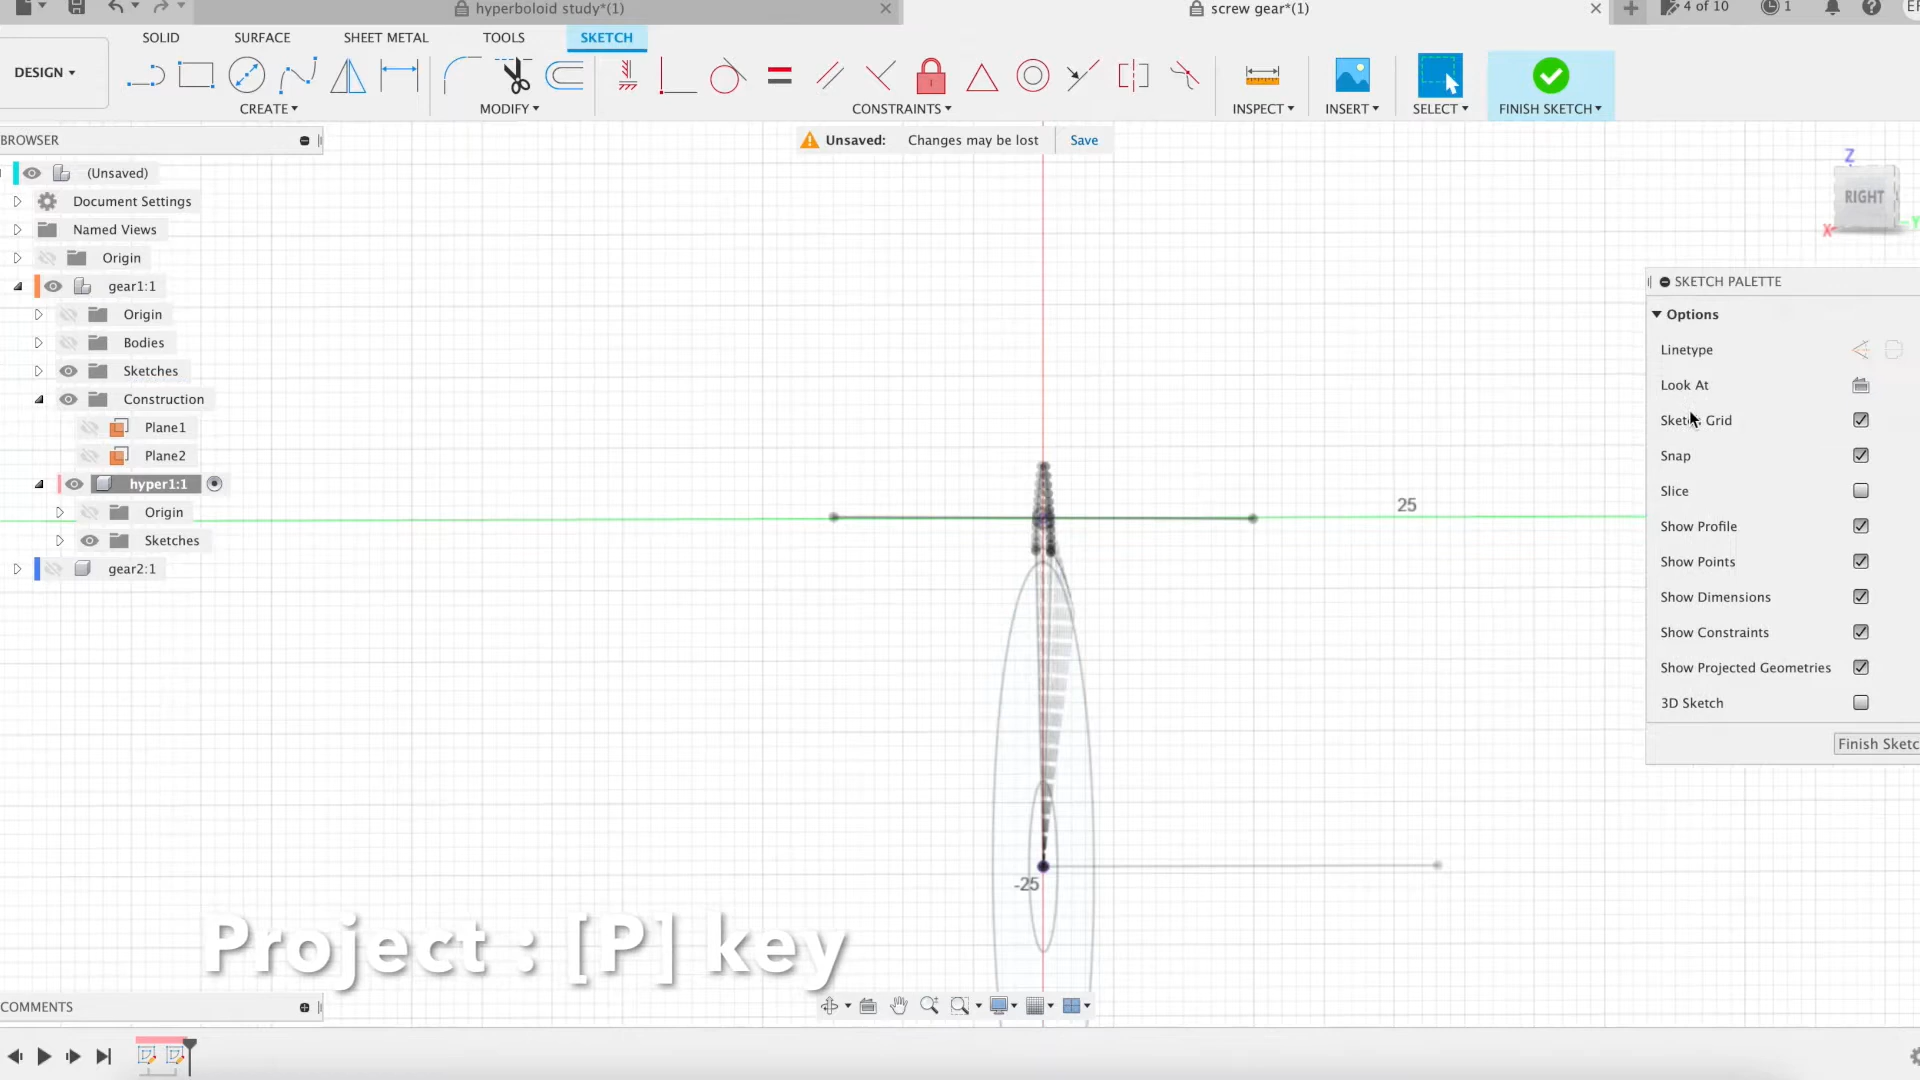 hyperboloid study*(1)
screw gear*(1)
4 of 10
1
SOLID
SURFACE
SHEET METAL
TOOLS
SKETCH
DESIGN
CREATE
MODIFY
CONSTRAINTS
INSPECT
INSERT
SELECT
FINISH SKETCH
BROWSER
Unsaved: Changes may be lost Save
(Unsaved)
Document Settings
Named Views
Origin
gear1:1
Origin
Bodies
Sketches
Construction
Plane1
Plane2
hyper1:1
Origin
Sketches
gear2:1
Z
RIGHT
X
Y
SKETCH PALETTE
Options
Linetype
Look At
Sketch Grid
Snap
Slice
Show Profile
Show Points
Show Dimensions
Show Constraints
Show Projected Geometries
3D Sketch
Finish Sketc
25
-25
Project : [P] key
COMMENTS